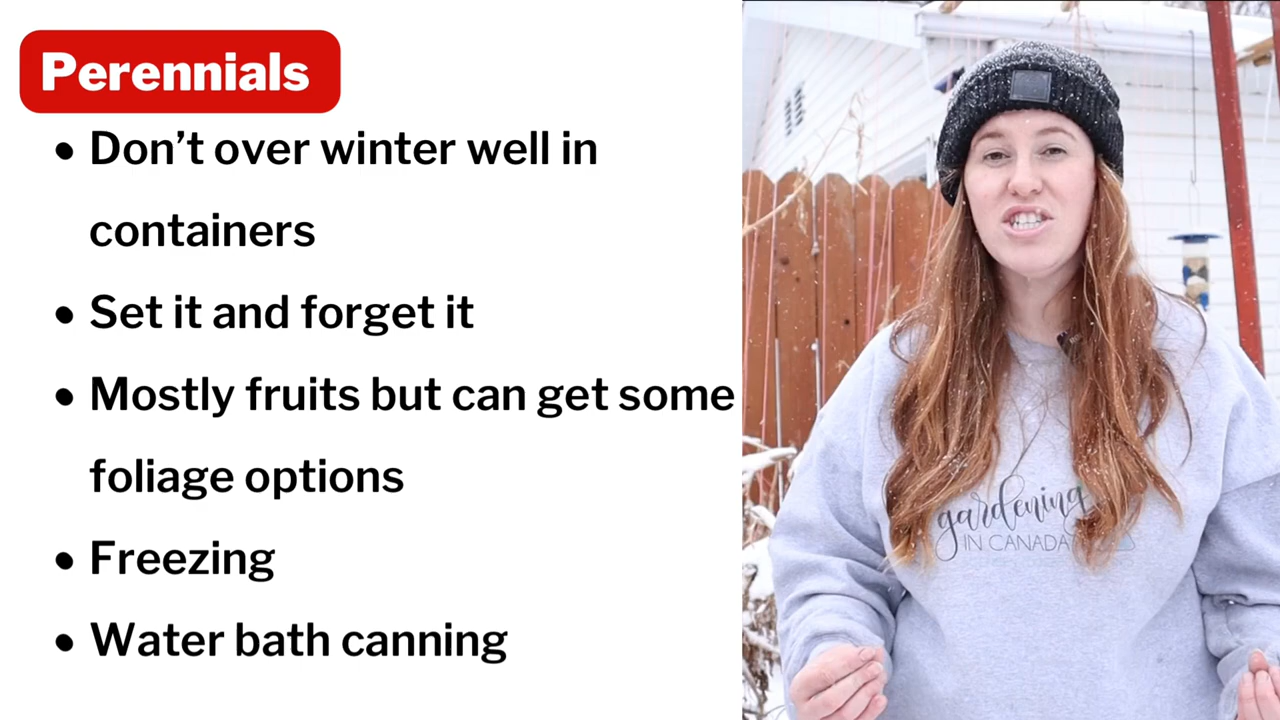 Perennials
• Don't over winter well in
containers
• Set it and forget it
• Mostly fruits but can get some
foliage options
• Freezing
• Water bath canning
gardening
IN CANADA